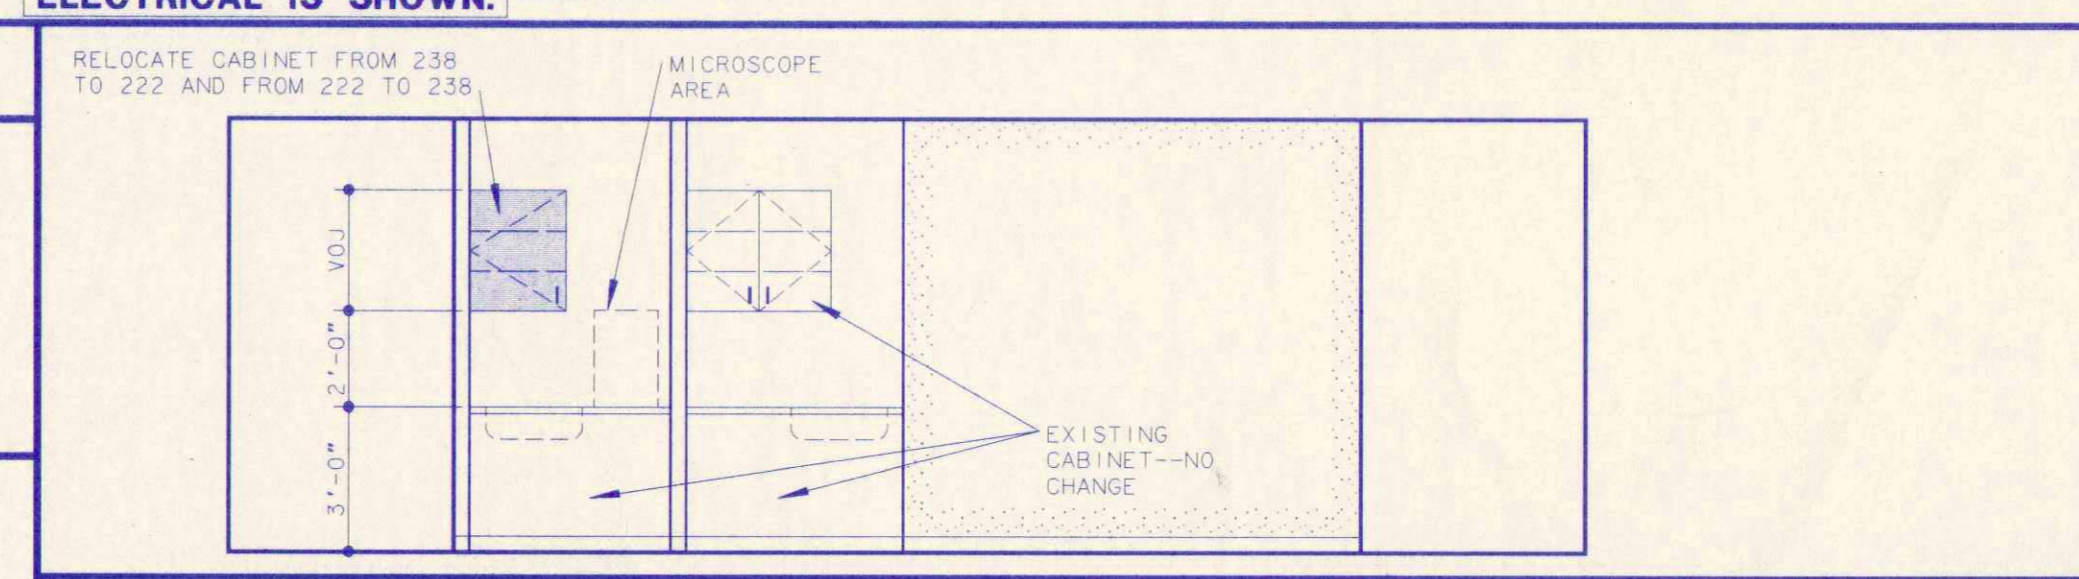 ELECTRICAL IS SHOWN.
RELOCATE CABINET FROM 238
TO 222 AND FROM 222 TO 238
MICROSCOPE
AREA
VOJ
2'-0"
3'-0"
EXISTING
CABINET--NO
CHANGE